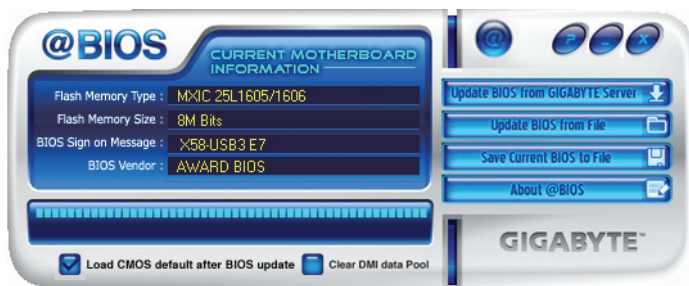 @BIOS
CURRENT MOTHERBOARD
INFORMATION
Flash Memory Type : MXIC 25L1605/1606
Flash Memory Size : 8M Bits
BIOS Sign on Message : X58-USB3 E7
BIOS Vendor : AWARD BIOS
Load CMOS default after BIOS update
Clear DMI data Pool
@ ? _ X
Update BIOS from GIGABYTE Server
Update BIOS from File
Save Current BIOS to File
About @BIOS
GIGABYTE™